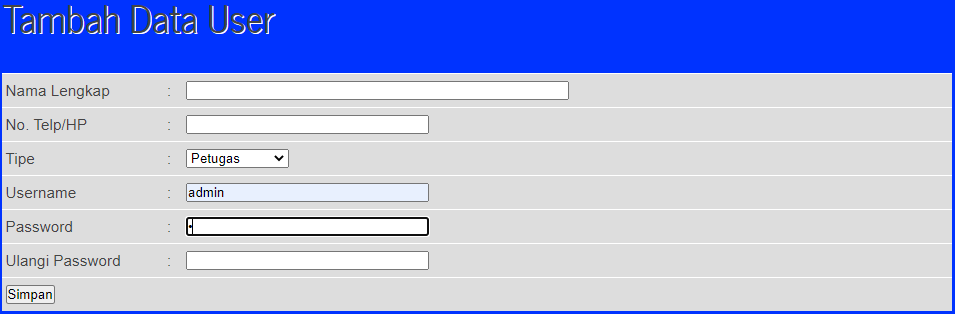 Tambah Data User
Nama Lengkap :
No. Telp/HP :
Tipe : Petugas
Username : admin
Password : •
Ulangi Password :
Simpan